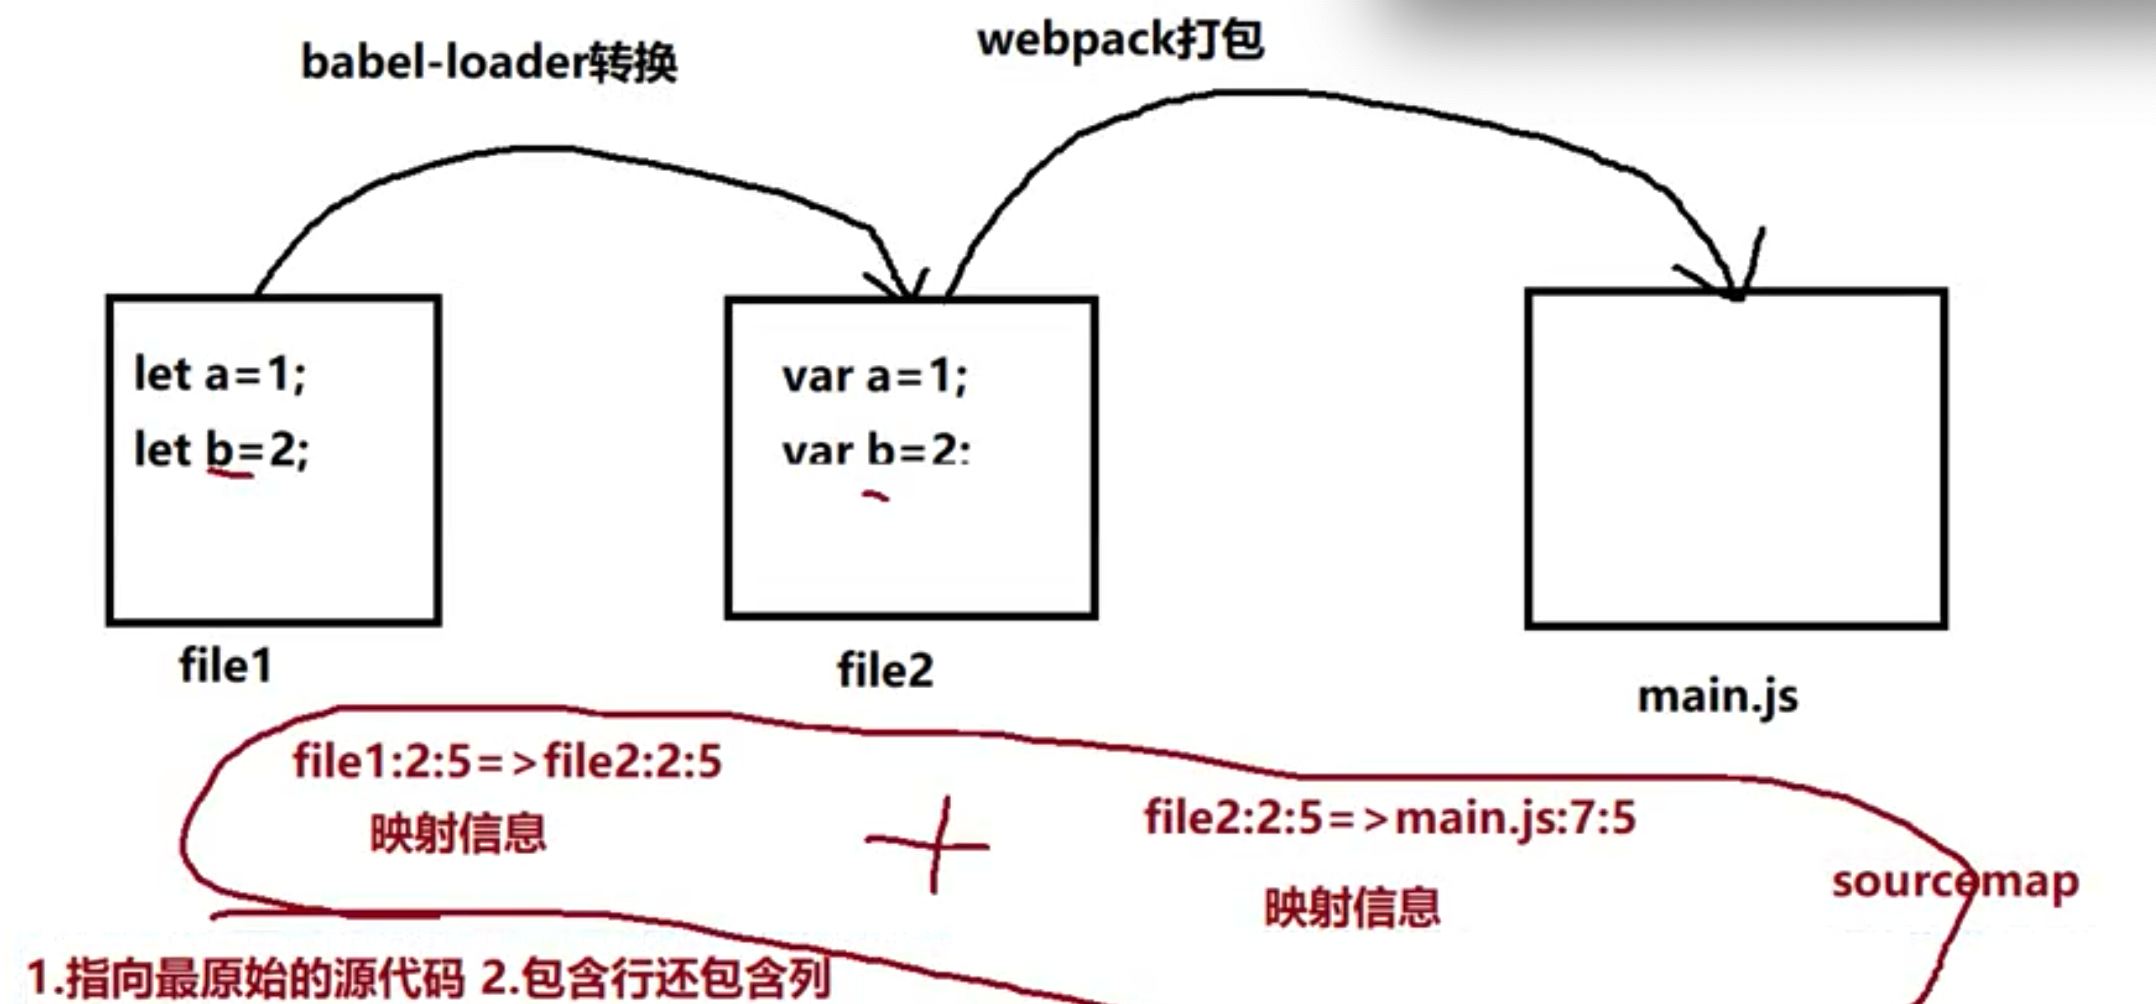 babel-loader转换
webpack打包
let a=1;
let b=2;
var a=1;
var b=2:
file1
file2
main.js
file1:2:5=>file2:2:5
映射信息
file2:2:5=>main.js:7:5
映射信息
sourcemap
1.指向最原始的源代码 2.包含行还包含列